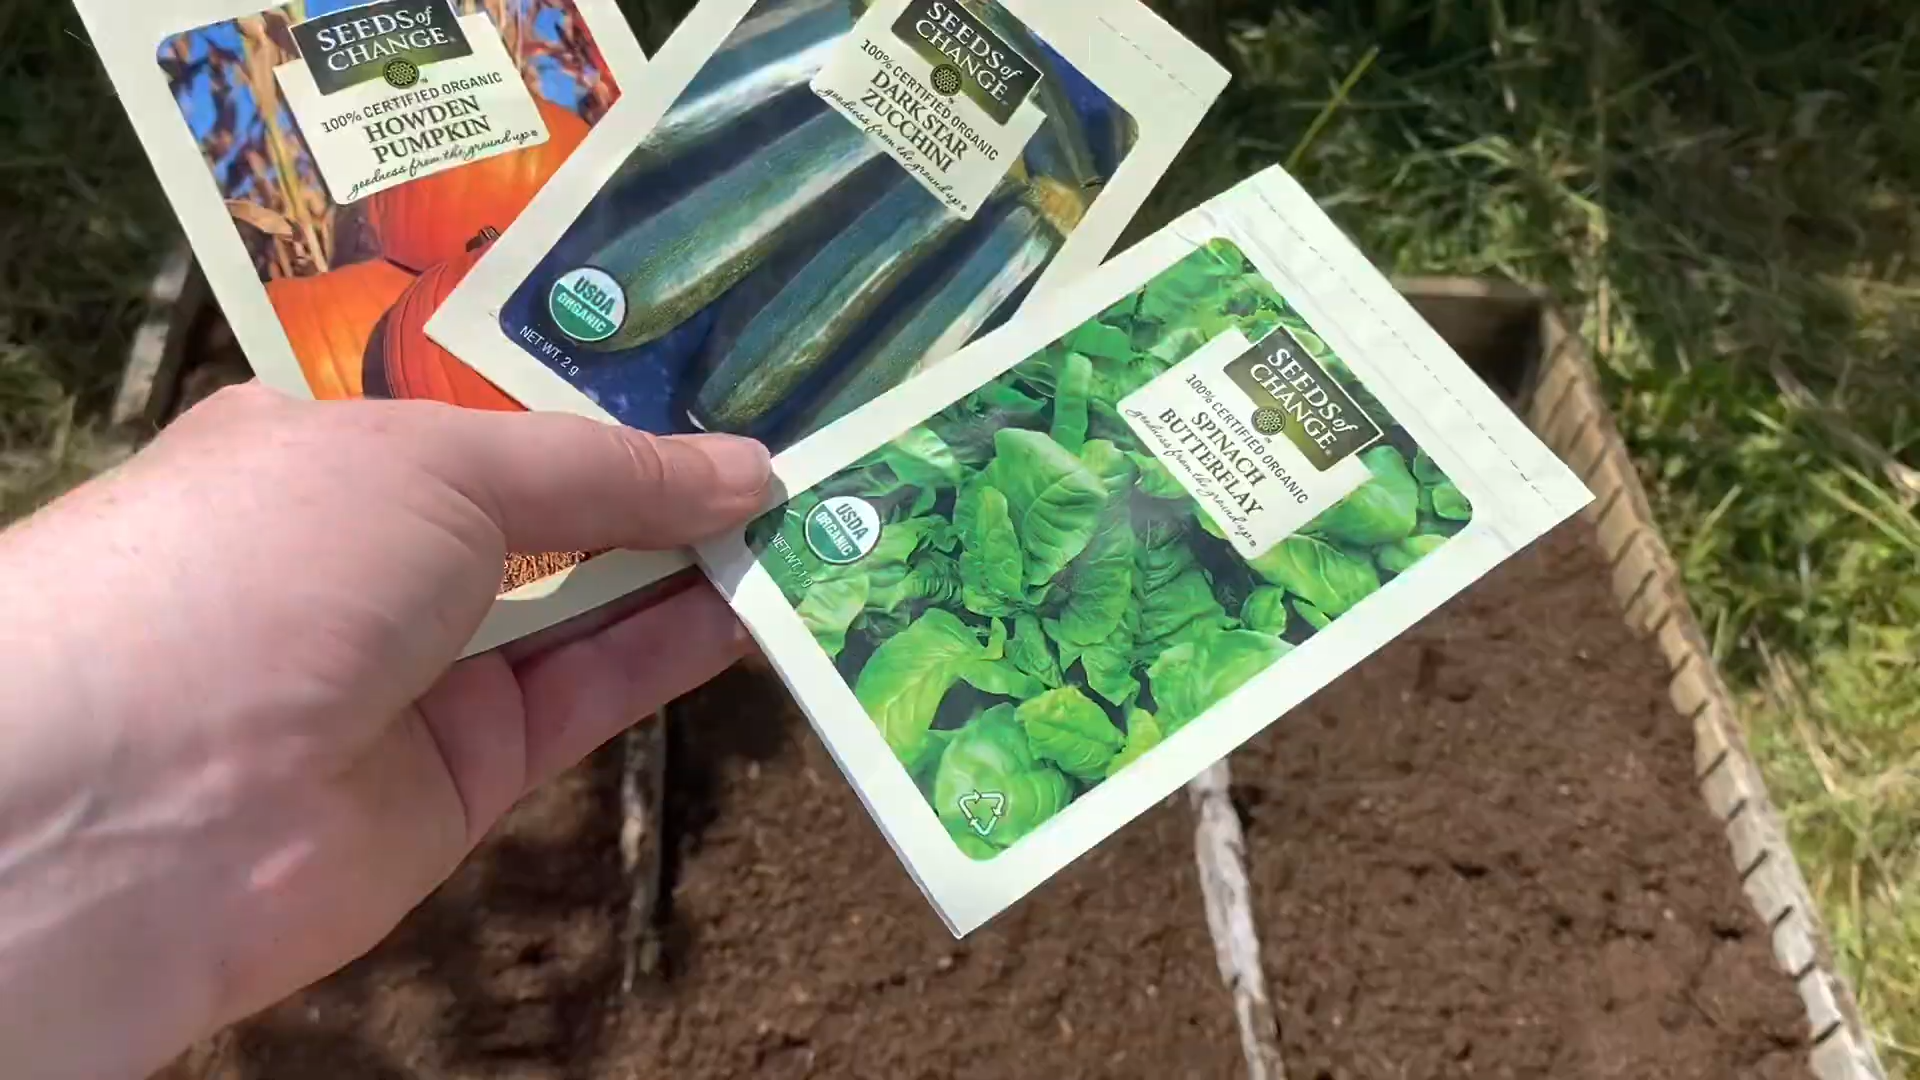 SEEDS of
CHANGE
100% CERTIFIED ORGANIC
HOWDEN
PUMPKIN
goodness from the ground up
SEEDS of
CHANGE
100% CERTIFIED ORGANIC
DARK STAR
ZUCCHINI
goodness from the ground up
USDA
ORGANIC
NET WT. 2 g
SEEDS of
CHANGE
100% CERTIFIED ORGANIC
SPINACH
BUTTERFLAY
goodness from the ground up
USDA
ORGANIC
NET WT. 1 g